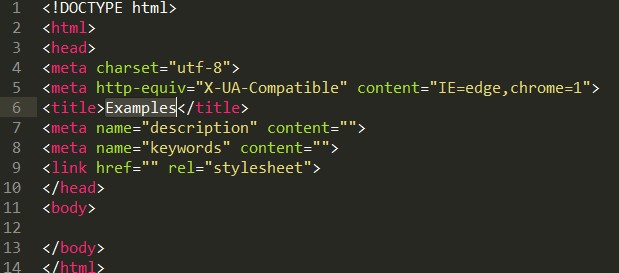 1 <!DOCTYPE html>
2 <html>
3 <head>
4 <meta charset="utf-8">
5 <meta http-equiv="X-UA-Compatible" content="IE=edge,chrome=1">
6 <title>Examples</title>
7 <meta name="description" content="">
8 <meta name="keywords" content="">
9 <link href="" rel="stylesheet">
10 </head>
11 <body>
12
13 </body>
14 </html>